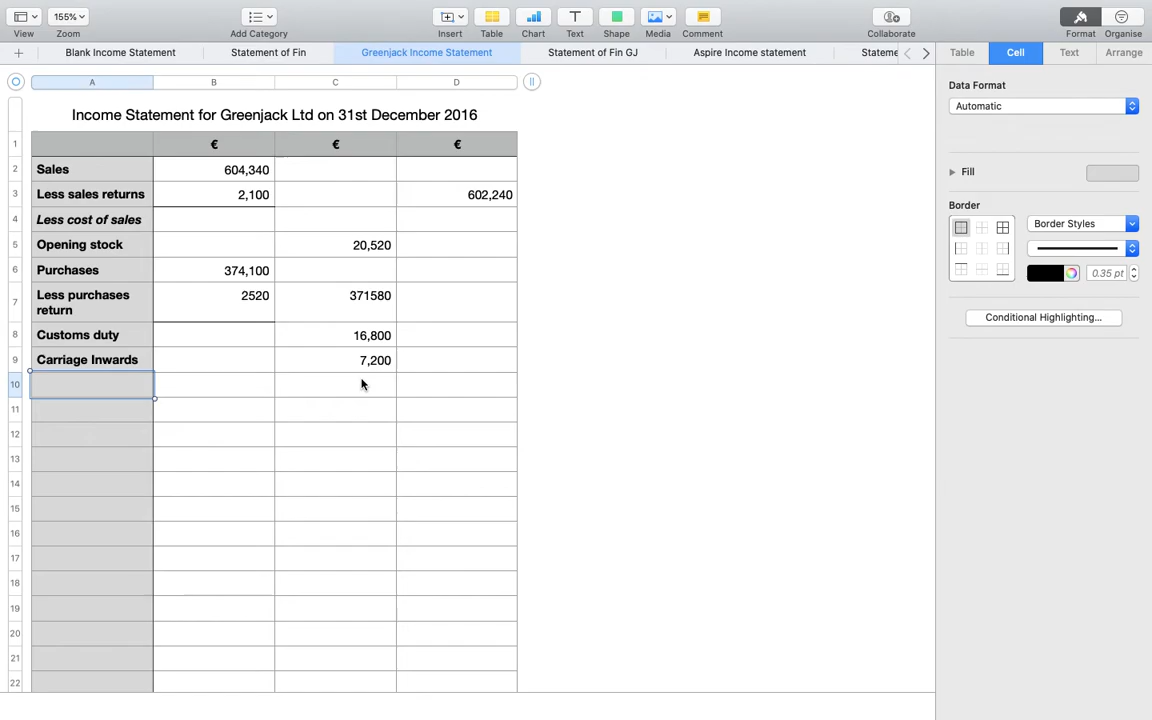 155%
View
Zoom
Add Category
Insert
Table
Chart
Text
Shape
Media
Comment
Collaborate
Format
Organise
Blank Income Statement
Statement of Fin
Greenjack Income Statement
Statement of Fin GJ
Aspire Income statement
Stateme
Table
Cell
Text
Arrange
A
B
C
D
Income Statement for Greenjack Ltd on 31st December 2016
1 € € €
2 Sales 604,340
3 Less sales returns 2,100 602,240
4 Less cost of sales
5 Opening stock 20,520
6 Purchases 374,100
7 Less purchases return 2520 371580
8 Customs duty 16,800
9 Carriage Inwards 7,200
10
11
12
13
14
15
16
17
18
19
20
21
22
Data Format
Automatic
Fill
Border
Border Styles
0.35 pt
Conditional Highlighting...